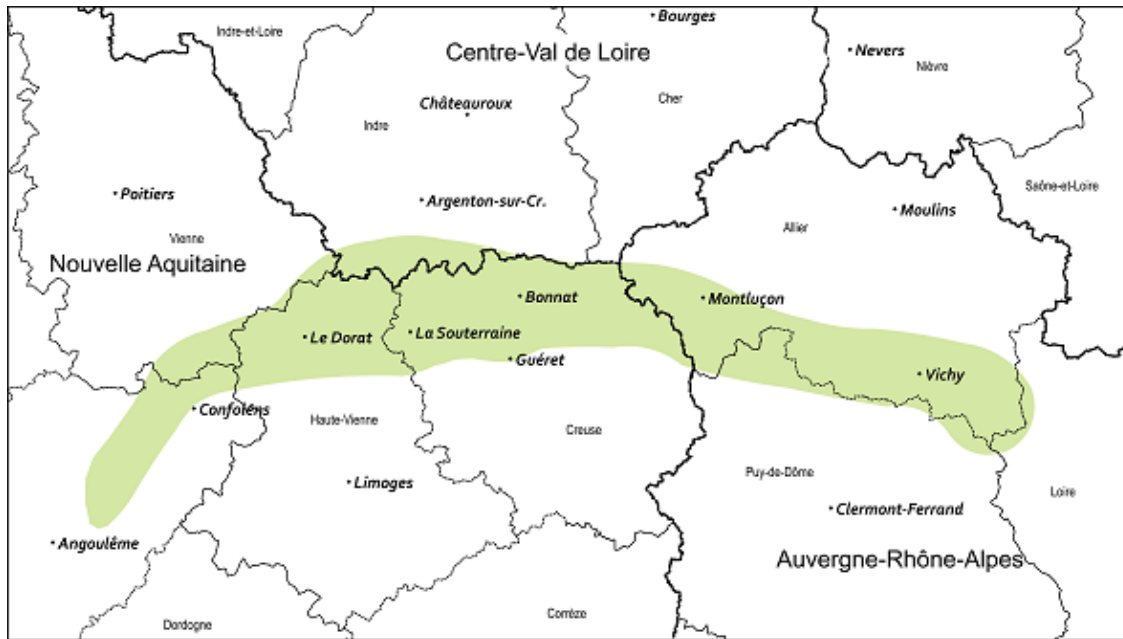 Bourges
Indre-et-Loire
Centre-Val de Loire
Nevers
Nièvre
Châteauroux
Cher
Indre
Poitiers
Argenton-sur-Cr.
Saône-et-Loire
Moulins
Allier
Vienne
Nouvelle Aquitaine
Bonnat
Montluçon
Le Dorat
La Souterraine
Guéret
Vichy
Confolens
Haute-Vienne
Creuse
Puy-de-Dôme
Limoges
Loire
Clermont-Ferrand
Angoulême
Auvergne-Rhône-Alpes
Corrèze
Dordogne